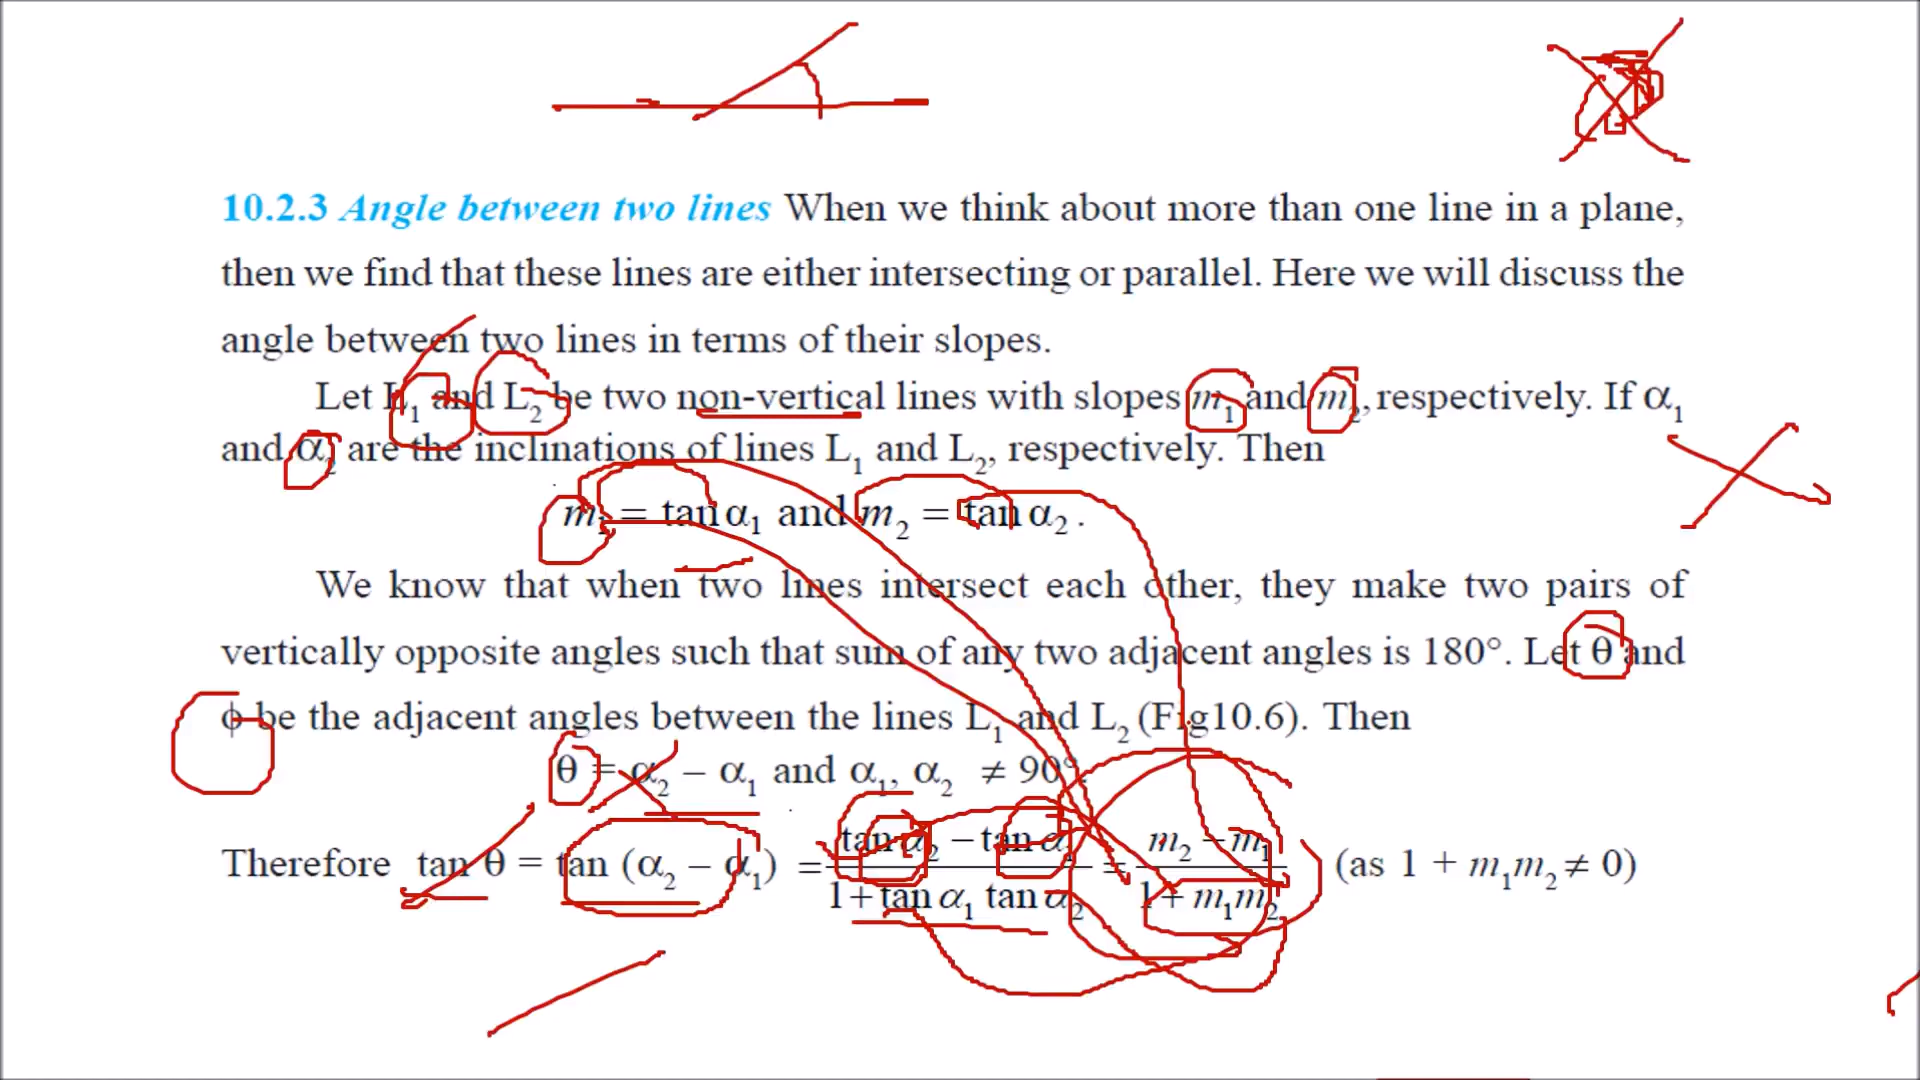 10.2.3 Angle between two lines When we think about more than one line in a plane,
then we find that these lines are either intersecting or parallel. Here we will discuss the
angle between two lines in terms of their slopes.
Let L₁ and L₂ be two non-vertical lines with slopes m₁ and m₂, respectively. If α₁
and α₂ are the inclinations of lines L₁ and L₂, respectively. Then
m₁ = tan α₁ and m₂ = tan α₂ .
We know that when two lines intersect each other, they make two pairs of
vertically opposite angles such that sum of any two adjacent angles is 180°. Let θ and
ϕ be the adjacent angles between the lines L₁ and L₂ (Fig10.6). Then
θ = α₂ – α₁ and α₁, α₂ ≠ 90°.
Therefore tan θ = tan (α₂ – α₁) = (tan α₂ – tan α₁)/(1 + tan α₁ tan α₂) = (m₂ – m₁)/(1 + m₁m₂) (as 1 + m₁m₂ ≠ 0)